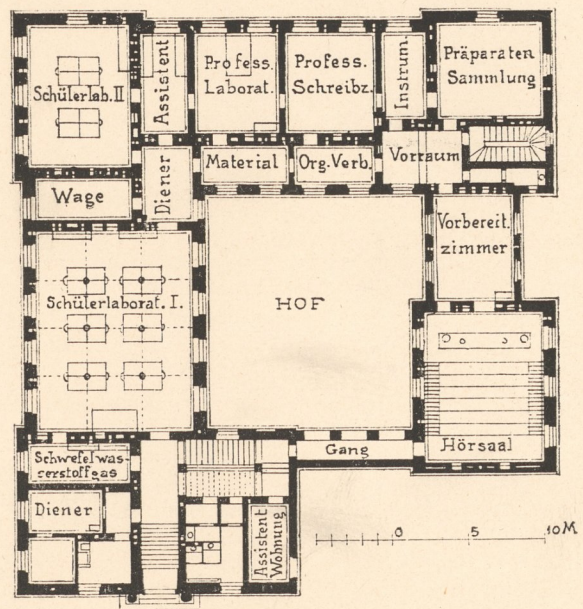 Schülerlab. II
Assistent
Profess.
Laborat.
Profess.
Schreibz.
Instrum
Präparaten
Sammlung
Diener
Material
Org-Verb.
Vorraum
Wage
Vorbereit.
zimmer
Schülerlaborat. I.
HOF
Hörsaal
Gang
Schwefelwas-
serstoffgas
Diener
Assistent
Wohnung
0 5 10 M